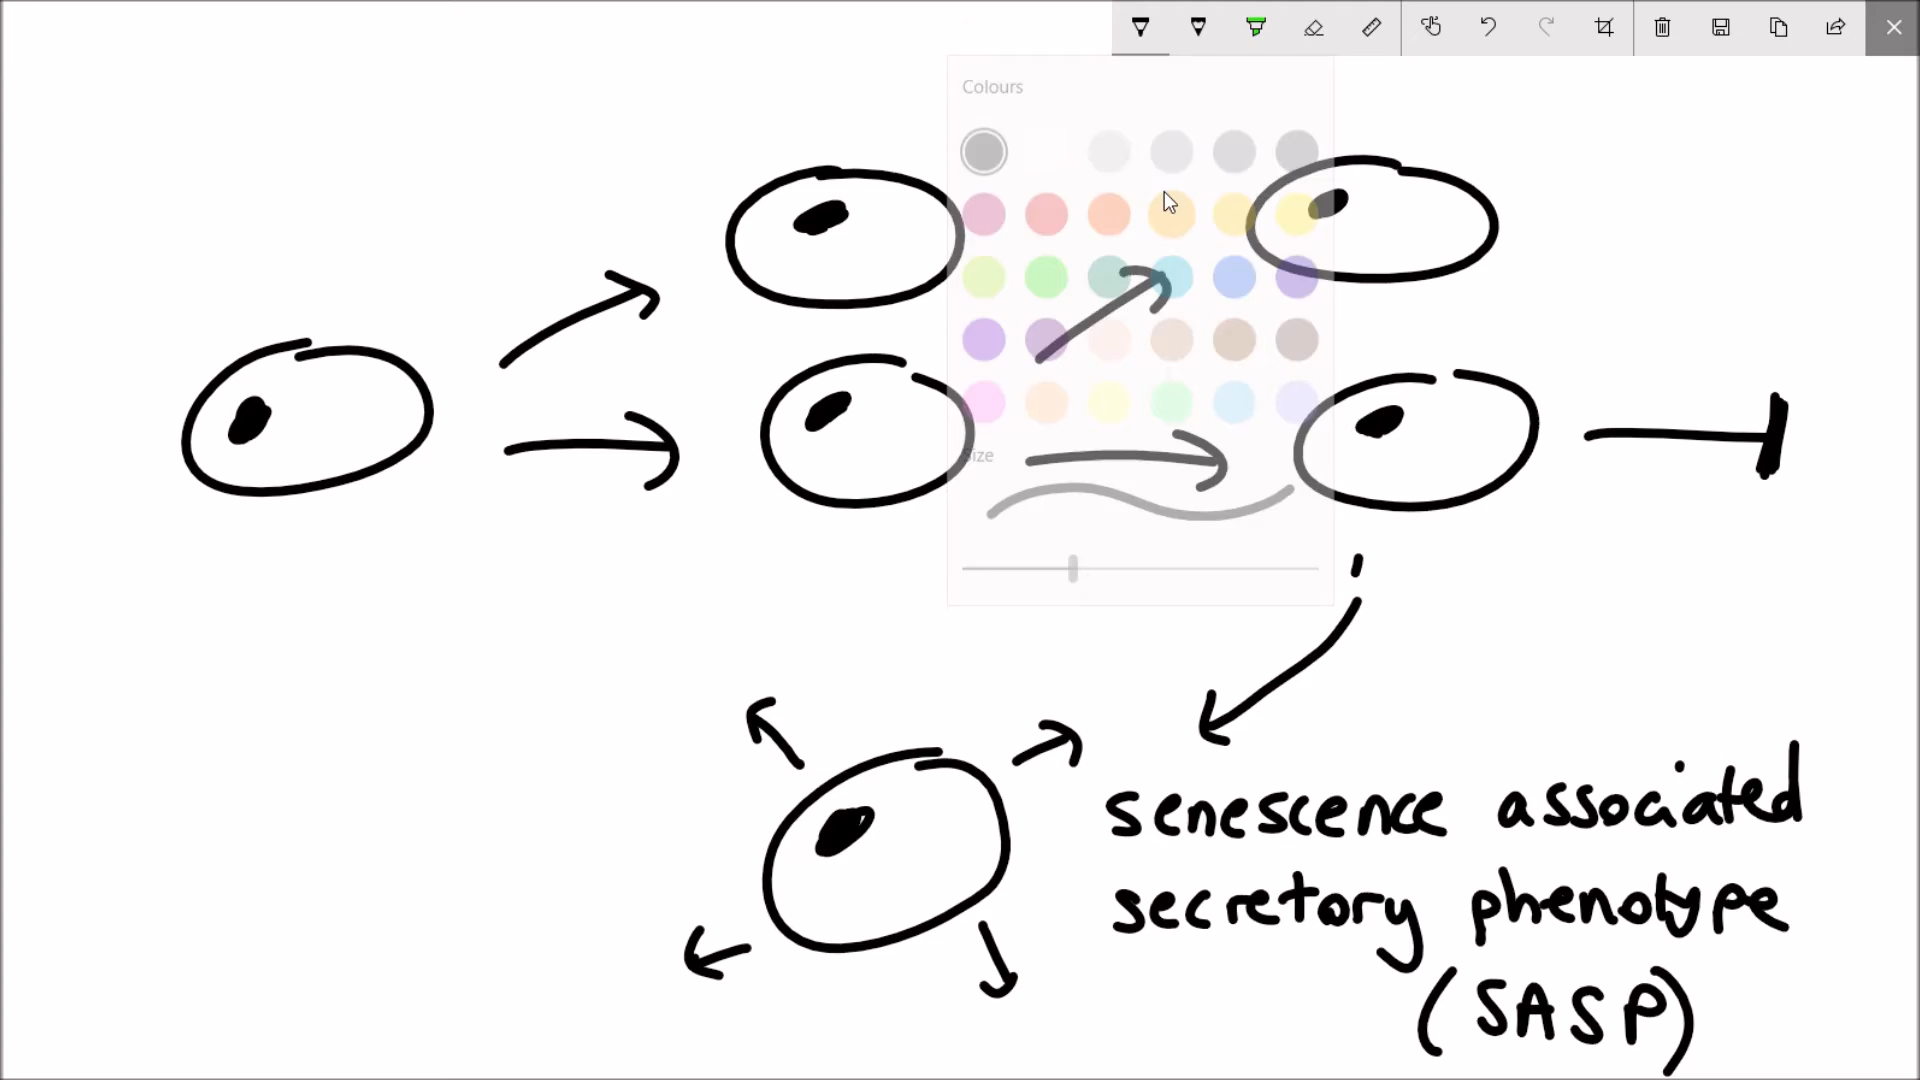 Colours
Size
senescence associated
secretory phenotype
(SASP)